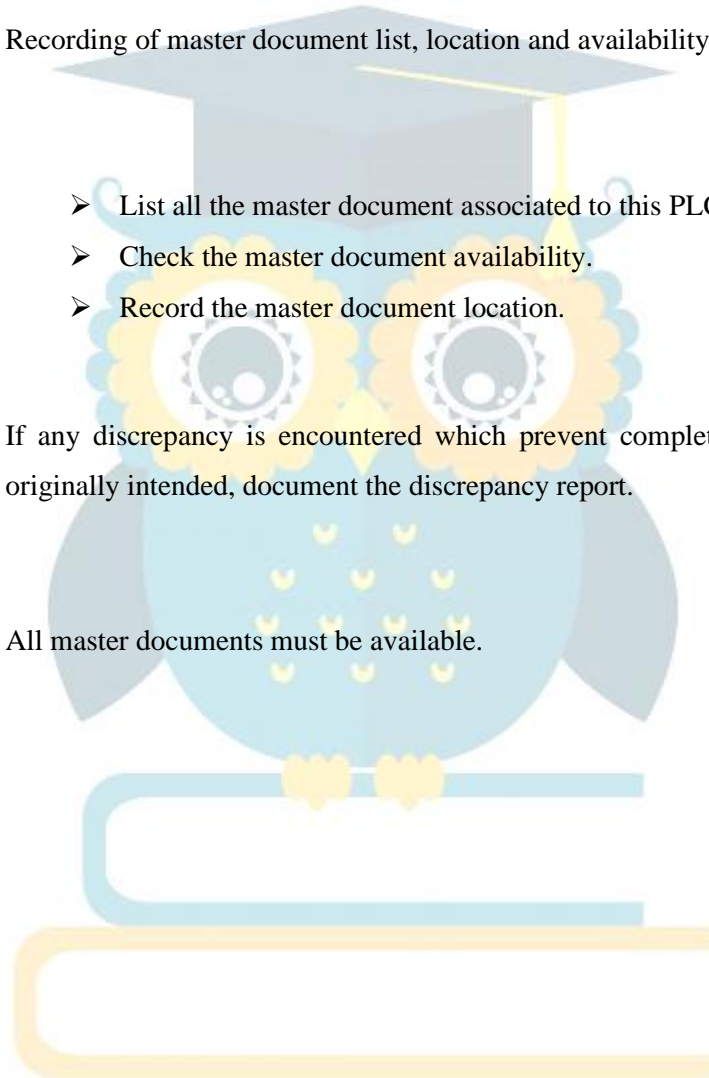 Recording of master document list, location and availability
➢ List all the master document associated to this PLC
➢ Check the master document availability.
➢ Record the master document location.
If any discrepancy is encountered which prevent complet
originally intended, document the discrepancy report.
All master documents must be available.